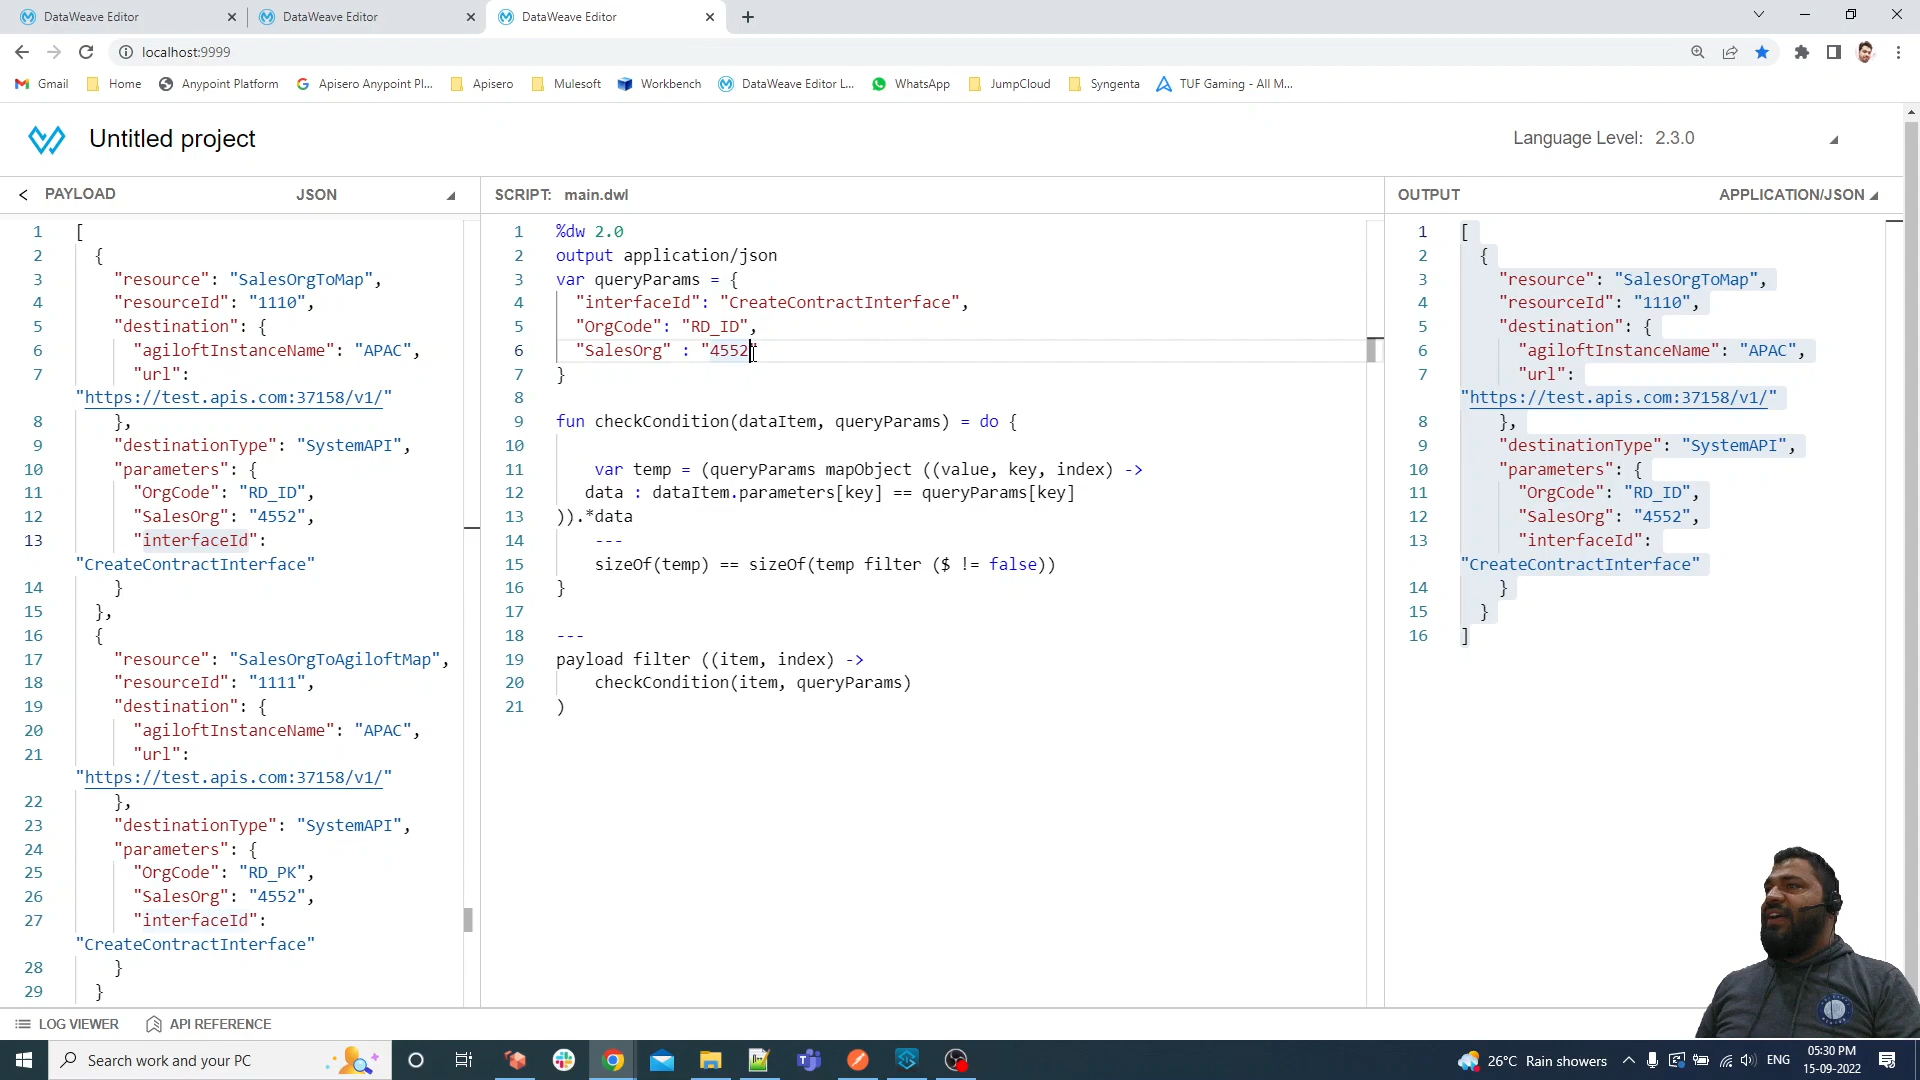 DataWeave Editor
DataWeave Editor
DataWeave Editor
localhost:9999
Gmail
Home
Anypoint Platform
Apisero Anypoint Pl...
Apisero
Mulesoft
Workbench
DataWeave Editor L...
WhatsApp
JumpCloud
Syngenta
TUF Gaming - All M...
Untitled project
Language Level: 2.3.0
PAYLOAD
JSON
1 [
2 {
3 "resource": "SalesOrgToMap",
4 "resourceId": "1110",
5 "destination": {
6 "agiloftInstanceName": "APAC",
7 "url":
"https://test.apis.com:37158/v1/"
8 },
9 "destinationType": "SystemAPI",
10 "parameters": {
11 "OrgCode": "RD_ID",
12 "SalesOrg": "4552",
13 "interfaceId":
"CreateContractInterface"
14 }
15 },
16 {
17 "resource": "SalesOrgToAgiloftMap",
18 "resourceId": "1111",
19 "destination": {
20 "agiloftInstanceName": "APAC",
21 "url":
"https://test.apis.com:37158/v1/"
22 },
23 "destinationType": "SystemAPI",
24 "parameters": {
25 "OrgCode": "RD_PK",
26 "SalesOrg": "4552",
27 "interfaceId":
"CreateContractInterface"
28 }
29 }
SCRIPT: main.dwl
1 %dw 2.0
2 output application/json
3 var queryParams = {
4 "interfaceId": "CreateContractInterface",
5 "OrgCode": "RD_ID",
6 "SalesOrg" : "4552"
7 }
8
9 fun checkCondition(dataItem, queryParams) = do {
10
11 var temp = (queryParams mapObject ((value, key, index) ->
12 data : dataItem.parameters[key] == queryParams[key]
13 )).*data
14 ---
15 sizeOf(temp) == sizeOf(temp filter ($ != false))
16 }
17
18 ---
19 payload filter ((item, index) ->
20 checkCondition(item, queryParams)
21 )
OUTPUT
APPLICATION/JSON
1 [
2 {
3 "resource": "SalesOrgToMap",
4 "resourceId": "1110",
5 "destination": {
6 "agiloftInstanceName": "APAC",
7 "url":
"https://test.apis.com:37158/v1/"
8 },
9 "destinationType": "SystemAPI",
10 "parameters": {
11 "OrgCode": "RD_ID",
12 "SalesOrg": "4552",
13 "interfaceId":
"CreateContractInterface"
14 }
15 }
16 ]
LOG VIEWER
API REFERENCE
Search work and your PC
26°C Rain showers
ENG
05:30 PM
15-09-2022